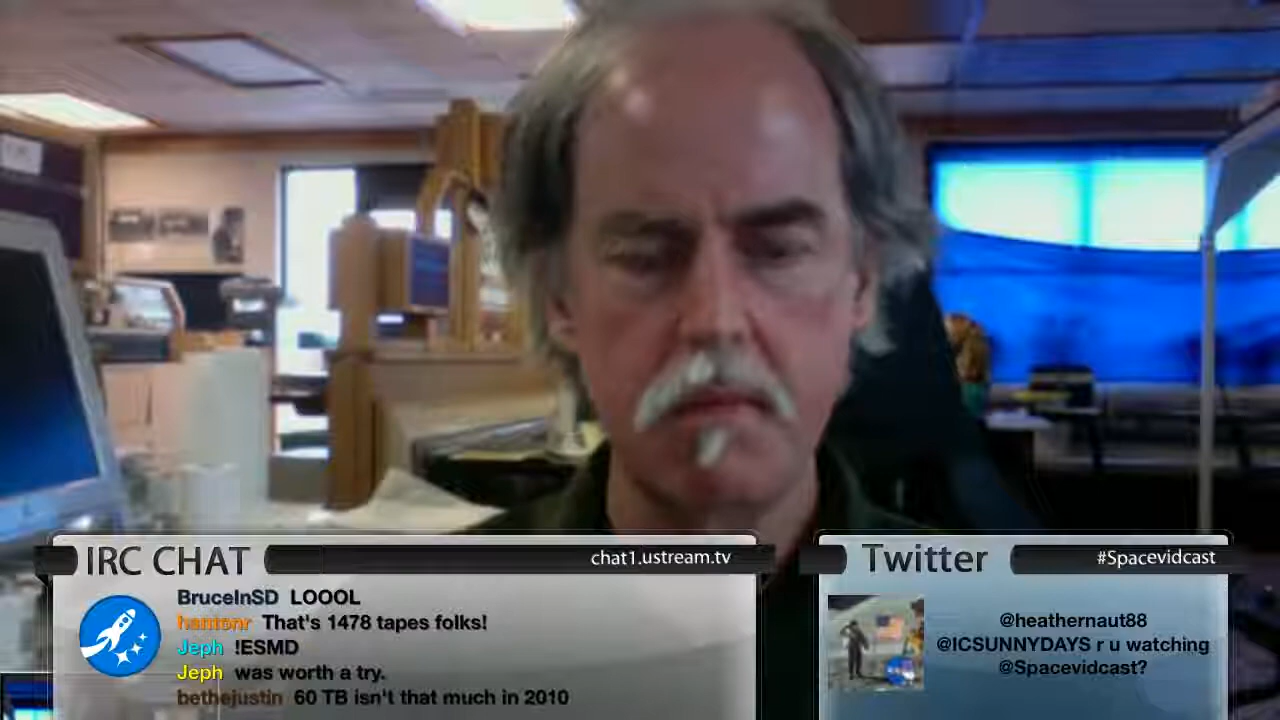 IRC CHAT
chat1.ustream.tv
BruceInSD LOOOL
hantonr That's 1478 tapes folks!
Jeph !ESMD
Jeph was worth a try.
bethejustin 60 TB isn't that much in 2010
Twitter
#Spacevidcast
@heathernaut88
@ICSUNNYDAYS r u watching
@Spacevidcast?